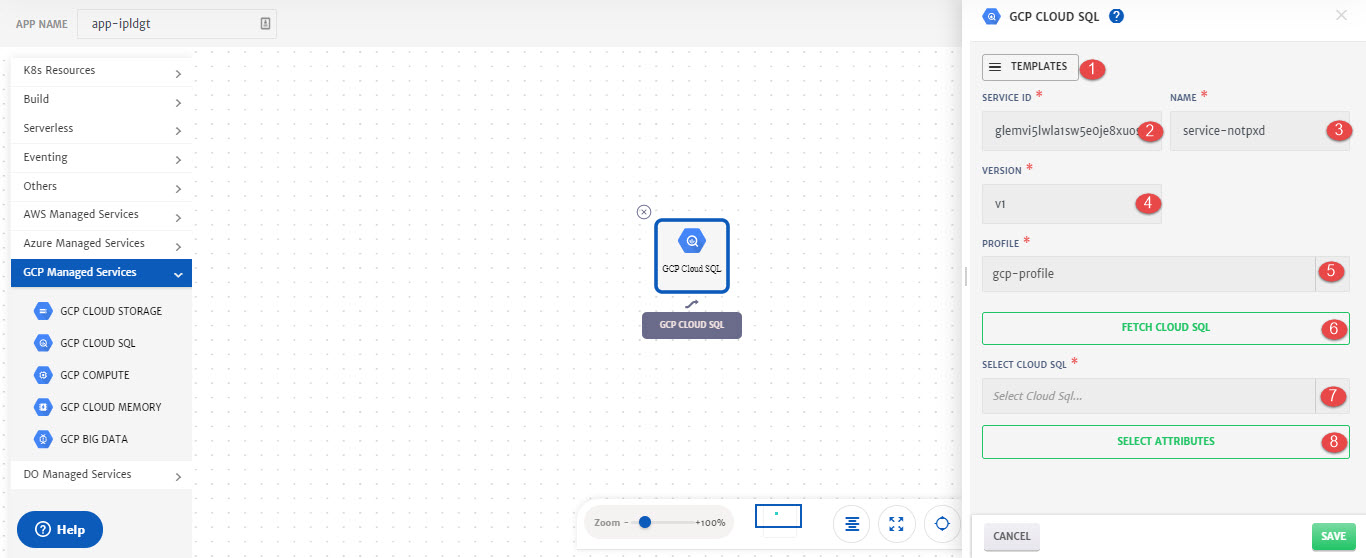 APP NAME
app-ipldgt
K8s Resources
Build
Serverless
Eventing
Others
AWS Managed Services
Azure Managed Services
GCP Managed Services
GCP CLOUD STORAGE
GCP CLOUD SQL
GCP COMPUTE
GCP CLOUD MEMORY
GCP BIG DATA
DO Managed Services
? Help
GCP Cloud SQL
GCP CLOUD SQL
Zoom - +100%
GCP CLOUD SQL ?
TEMPLATES 1
SERVICE ID * NAME *
glemvi5lwla1sw5e0je8xuos 2 service-notpxd 3
VERSION *
v1 4
PROFILE *
gcp-profile 5
FETCH CLOUD SQL 6
SELECT CLOUD SQL *
Select Cloud Sql... 7
SELECT ATTRIBUTES 8
CANCEL SAVE